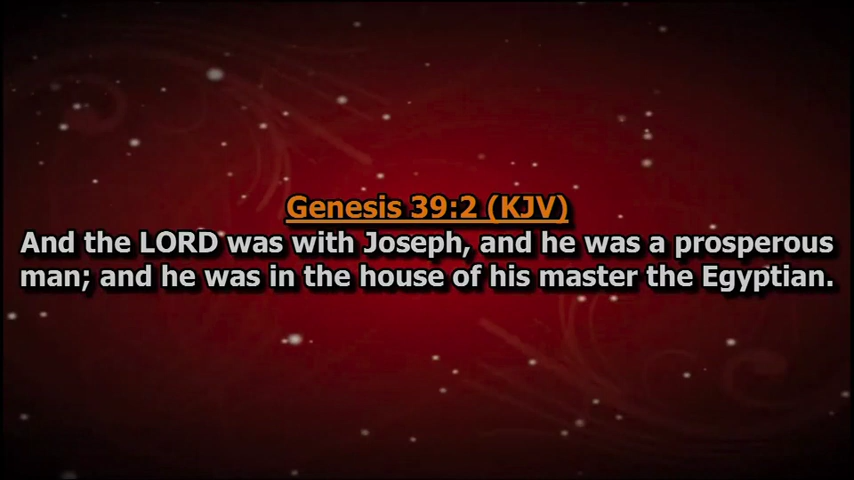 Genesis 39:2 (KJV)
And the LORD was with Joseph, and he was a prosperous
man; and he was in the house of his master the Egyptian.